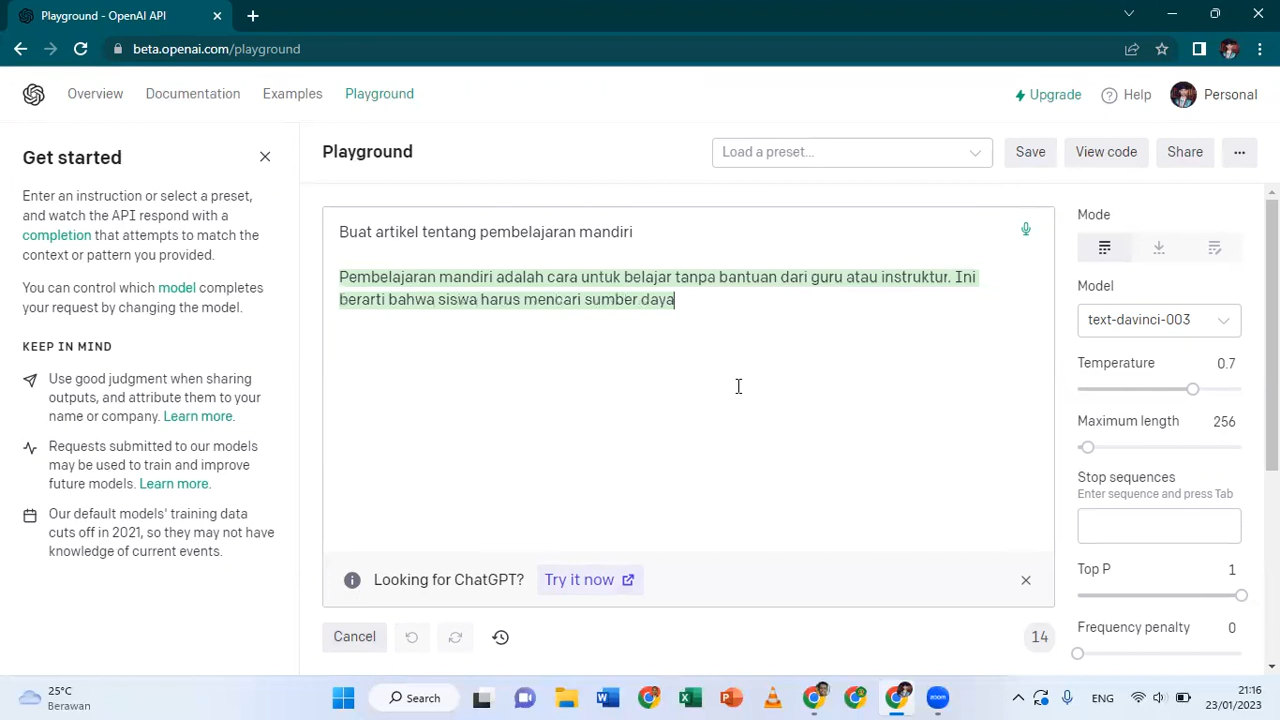 Playground - OpenAI API
beta.openai.com/playground
Overview
Documentation
Examples
Playground
Upgrade
Help
Personal
Get started
Enter an instruction or select a preset,
and watch the API respond with a
completion that attempts to match the
context or pattern you provided.
You can control which model completes
your request by changing the model.
KEEP IN MIND
Use good judgment when sharing
outputs, and attribute them to your
name or company. Learn more.
Requests submitted to our models
may be used to train and improve
future models. Learn more.
Our default models' training data
cuts off in 2021, so they may not have
knowledge of current events.
Playground
Load a preset...
Save
View code
Share
...
Buat artikel tentang pembelajaran mandiri
Pembelajaran mandiri adalah cara untuk belajar tanpa bantuan dari guru atau instruktur. Ini
berarti bahwa siswa harus mencari sumber daya
Looking for ChatGPT? Try it now
Cancel
14
Mode
Model
text-davinci-003
Temperature 0.7
Maximum length 256
Stop sequences
Enter sequence and press Tab
Top P 1
Frequency penalty 0
25°C
Berawan
Search
ENG
21:16
23/01/2023